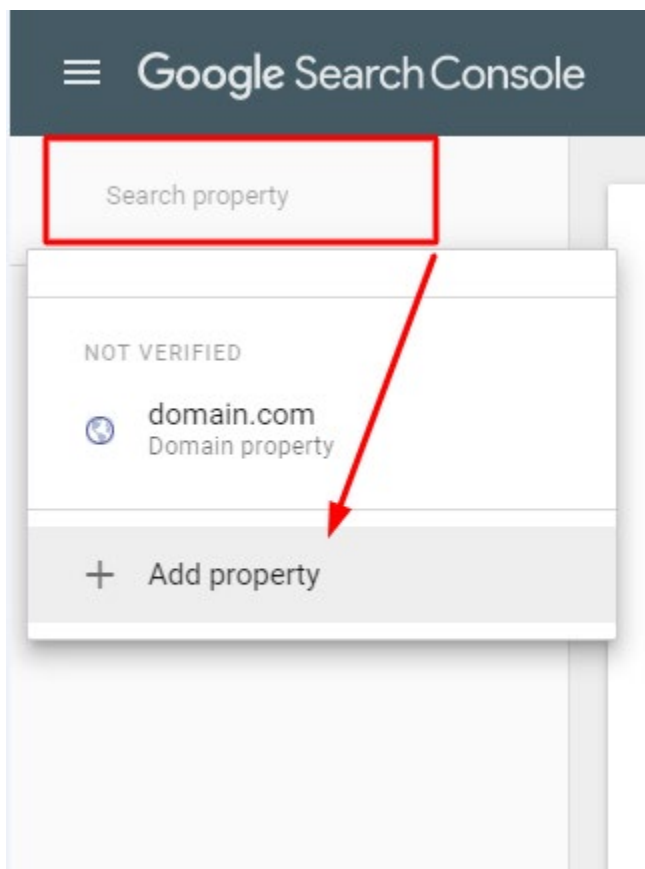 Google Search Console
Search property
NOT VERIFIED
domain.com
Domain property
Add property